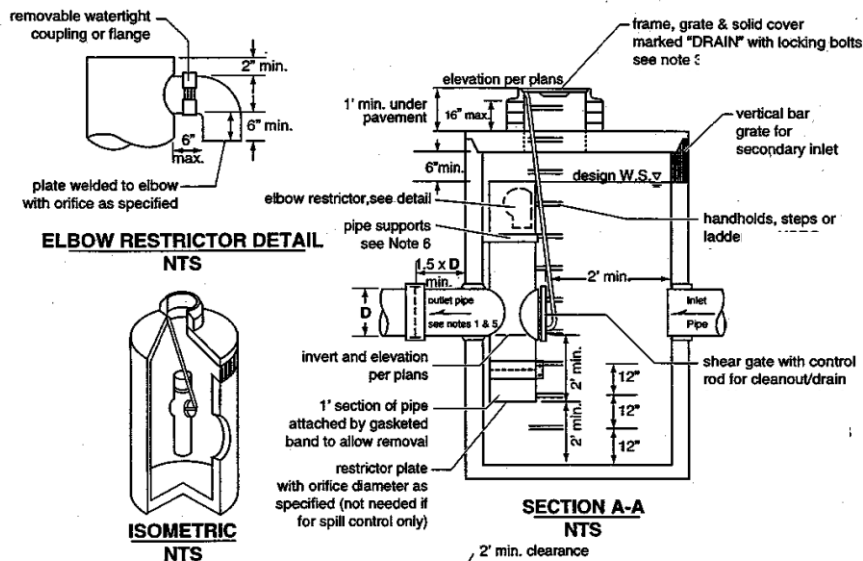 removable watertight
coupling or flange
2" min.
6" min.
6"
max.
plate welded to elbow
with orifice as specified
ELBOW RESTRICTOR DETAIL
NTS
ISOMETRIC
NTS
frame, grate & solid cover
marked "DRAIN" with locking bolts
see note
elevation per plans
1' min. under
pavement
16" max.
vertical bar
grate for
secondary inlet
6"min.
design W.S.
elbow restrictor,see detail
handholds, steps or
pipe supports
see Note 6
1.5 x D
min.
2' min.
D
outlet pipe
see notes 1 & 5
Inlet
Pipe
invert and elevation
per plans
shear gate with control
rod for cleanout/drain
2' min.
12"
12"
12"
2' min.
1' section of pipe
attached by gasketed
band to allow removal
restrictor plate
with orifice diameter as
specified (not needed if
for spill control only)
SECTION A-A
NTS
2' min. clearance